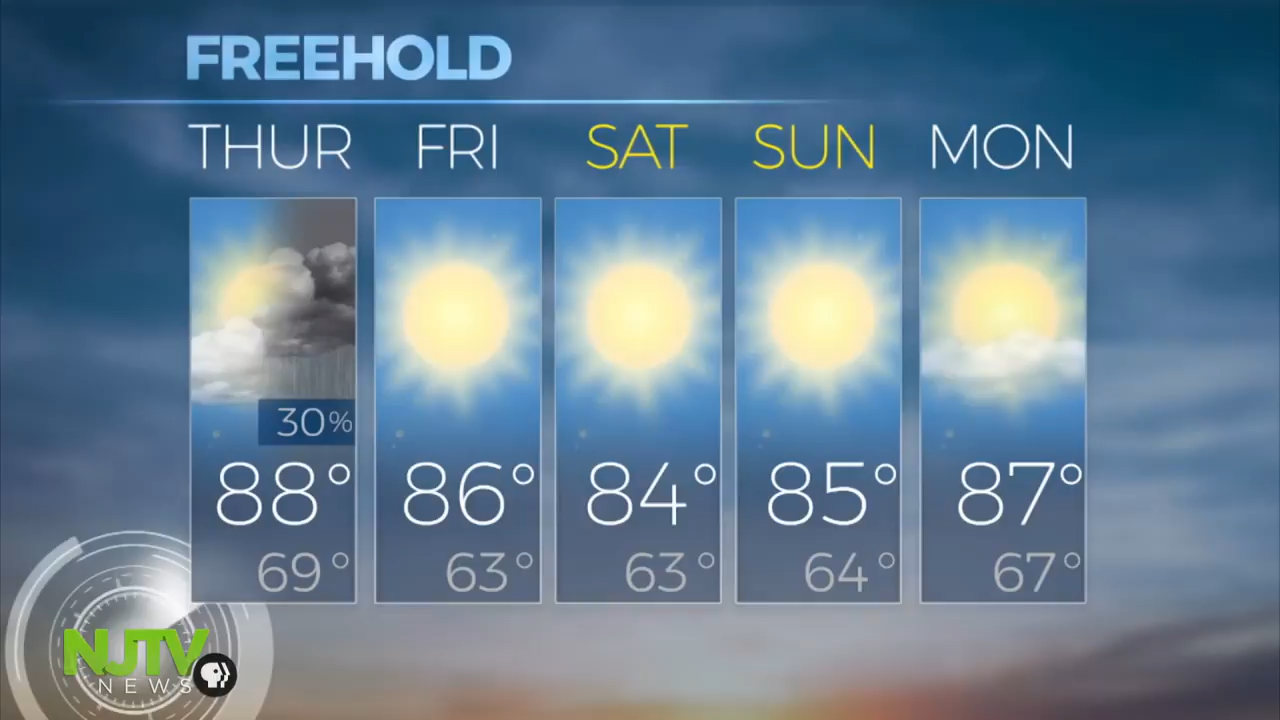 FREEHOLD
THUR FRI SAT SUN MON
30%
88° 86° 84° 85° 87°
69° 63° 63° 64° 67°
NJTV
NEWS